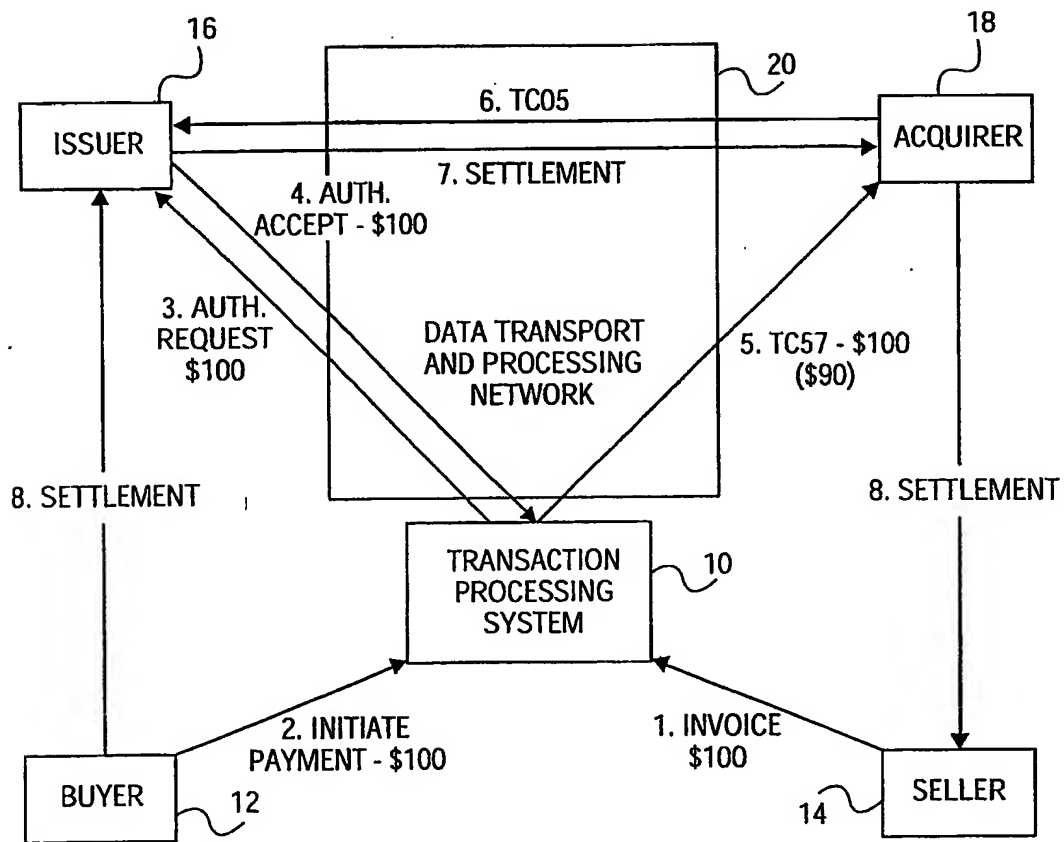 16
18
20
6. TC05
ISSUER
ACQUIRER
7. SETTLEMENT
4. AUTH.
ACCEPT - $100
3. AUTH.
REQUEST
$100
DATA TRANSPORT
AND PROCESSING
NETWORK
5. TC57 - $100
($90)
8. SETTLEMENT
8. SETTLEMENT
TRANSACTION
PROCESSING
SYSTEM
10
2. INITIATE
PAYMENT - $100
1. INVOICE
$100
BUYER
12
14
SELLER